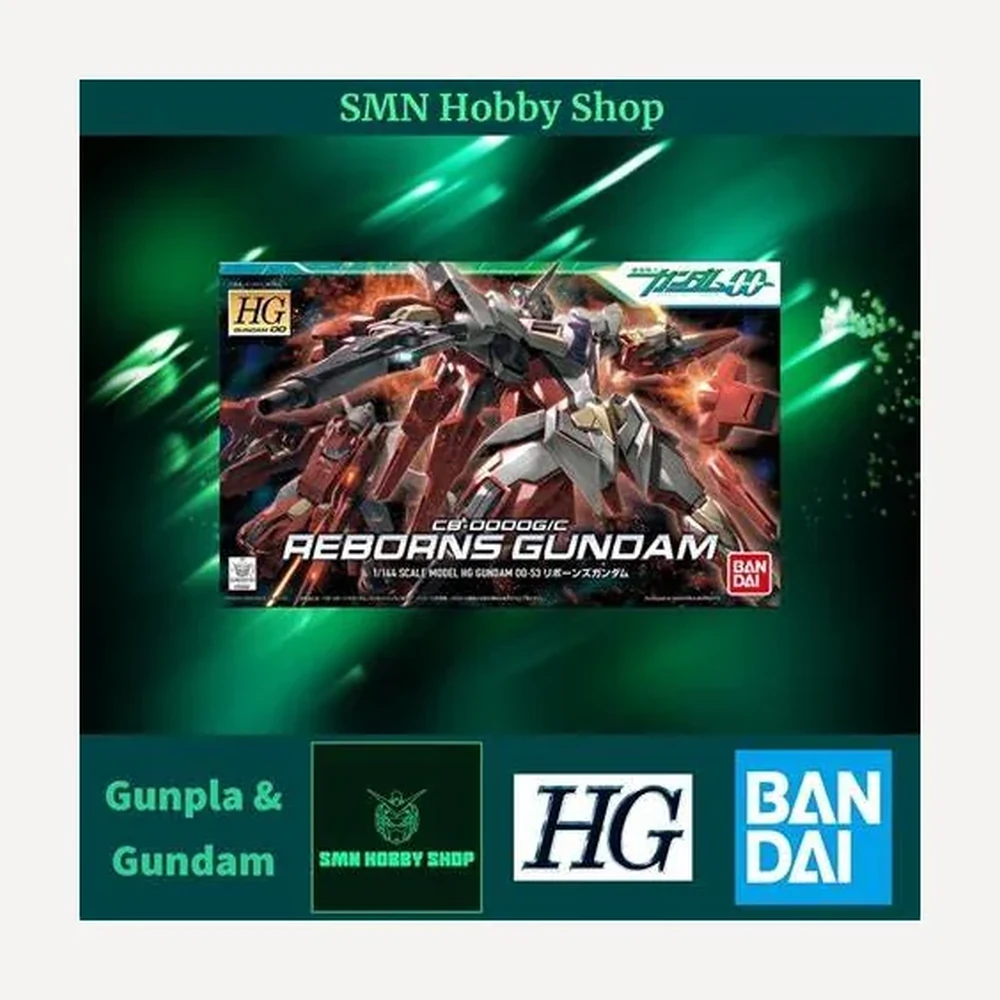 SMN Hobby Shop
HG
GUNDAM 00
ガンダム00
CB-0000G/C
REBORNS GUNDAM
1/144 SCALE MODEL HG GUNDAM 00-53 リボーンズガンダム
BAN
DAI
Gunpla &
Gundam
SMN HOBBY SHOP
HG
BAN
DAI